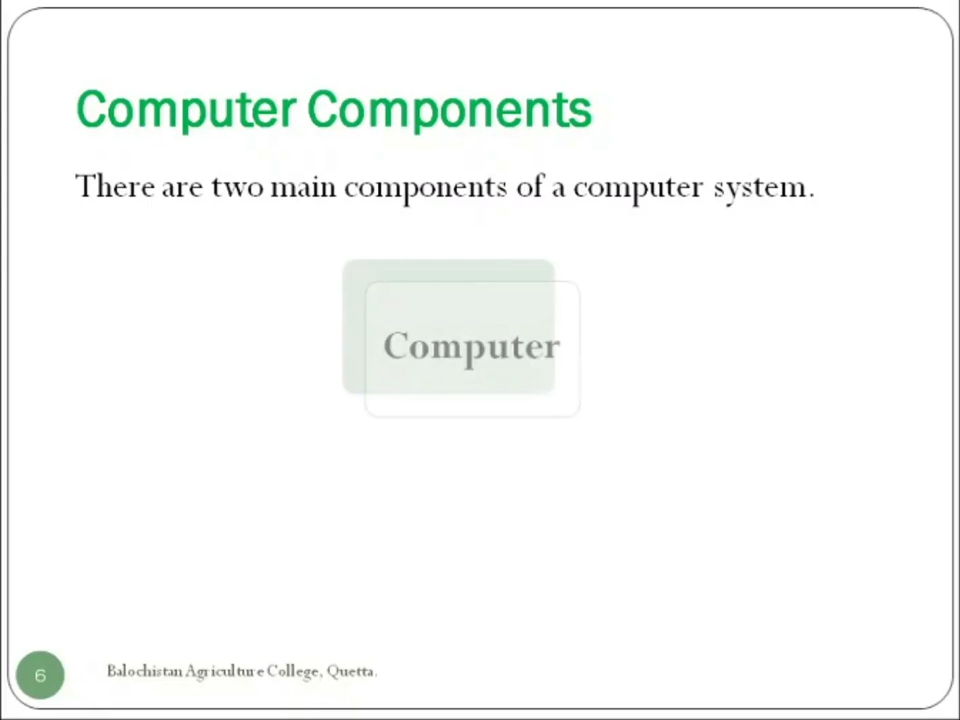 Computer Components
There are two main components of a computer system.
Computer
6
Balochistan Agriculture College, Quetta.